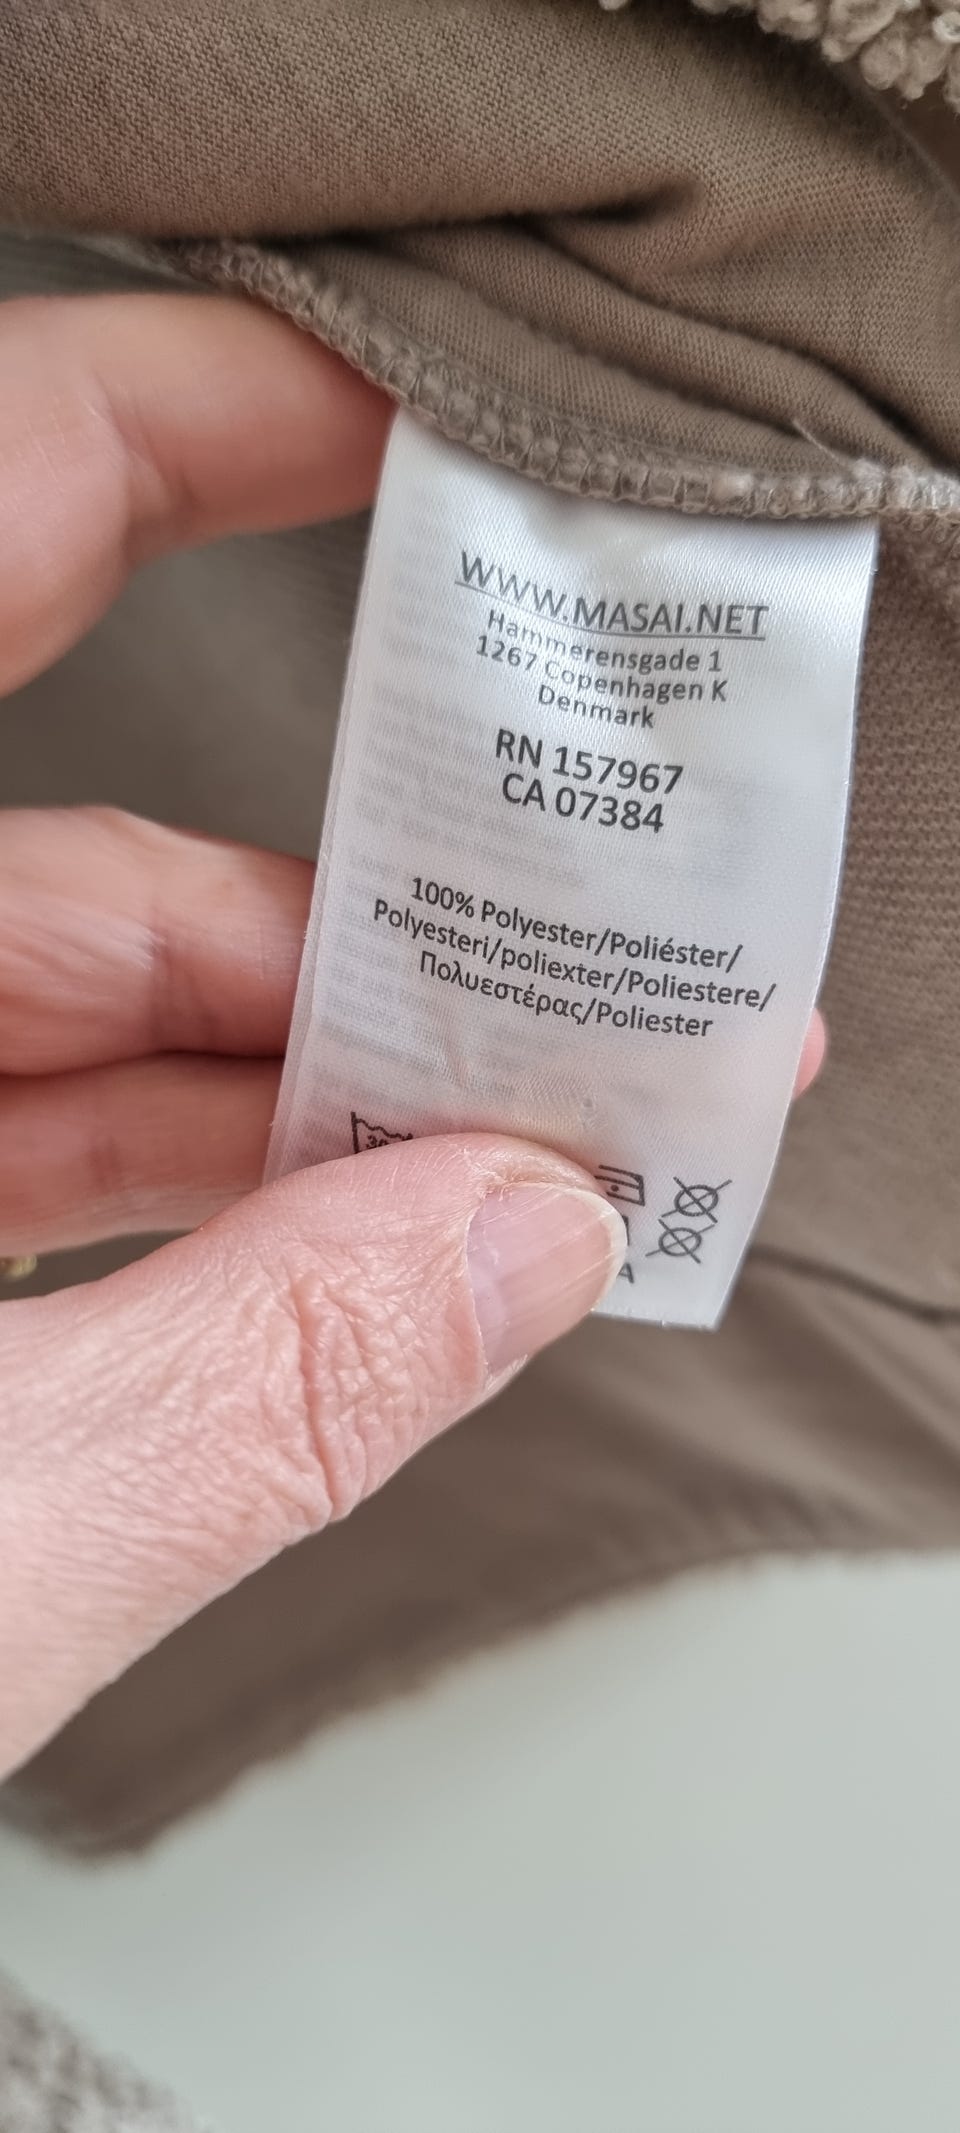 WWW.MASAI.NET
Hammerensgade 1
1267 Copenhagen K
Denmark
RN 157967
CA 07384
100% Polyester/Poliéster/
Polyesteri/poliexter/Poliestere/
Πολυεστέρας/Poliester
30
A